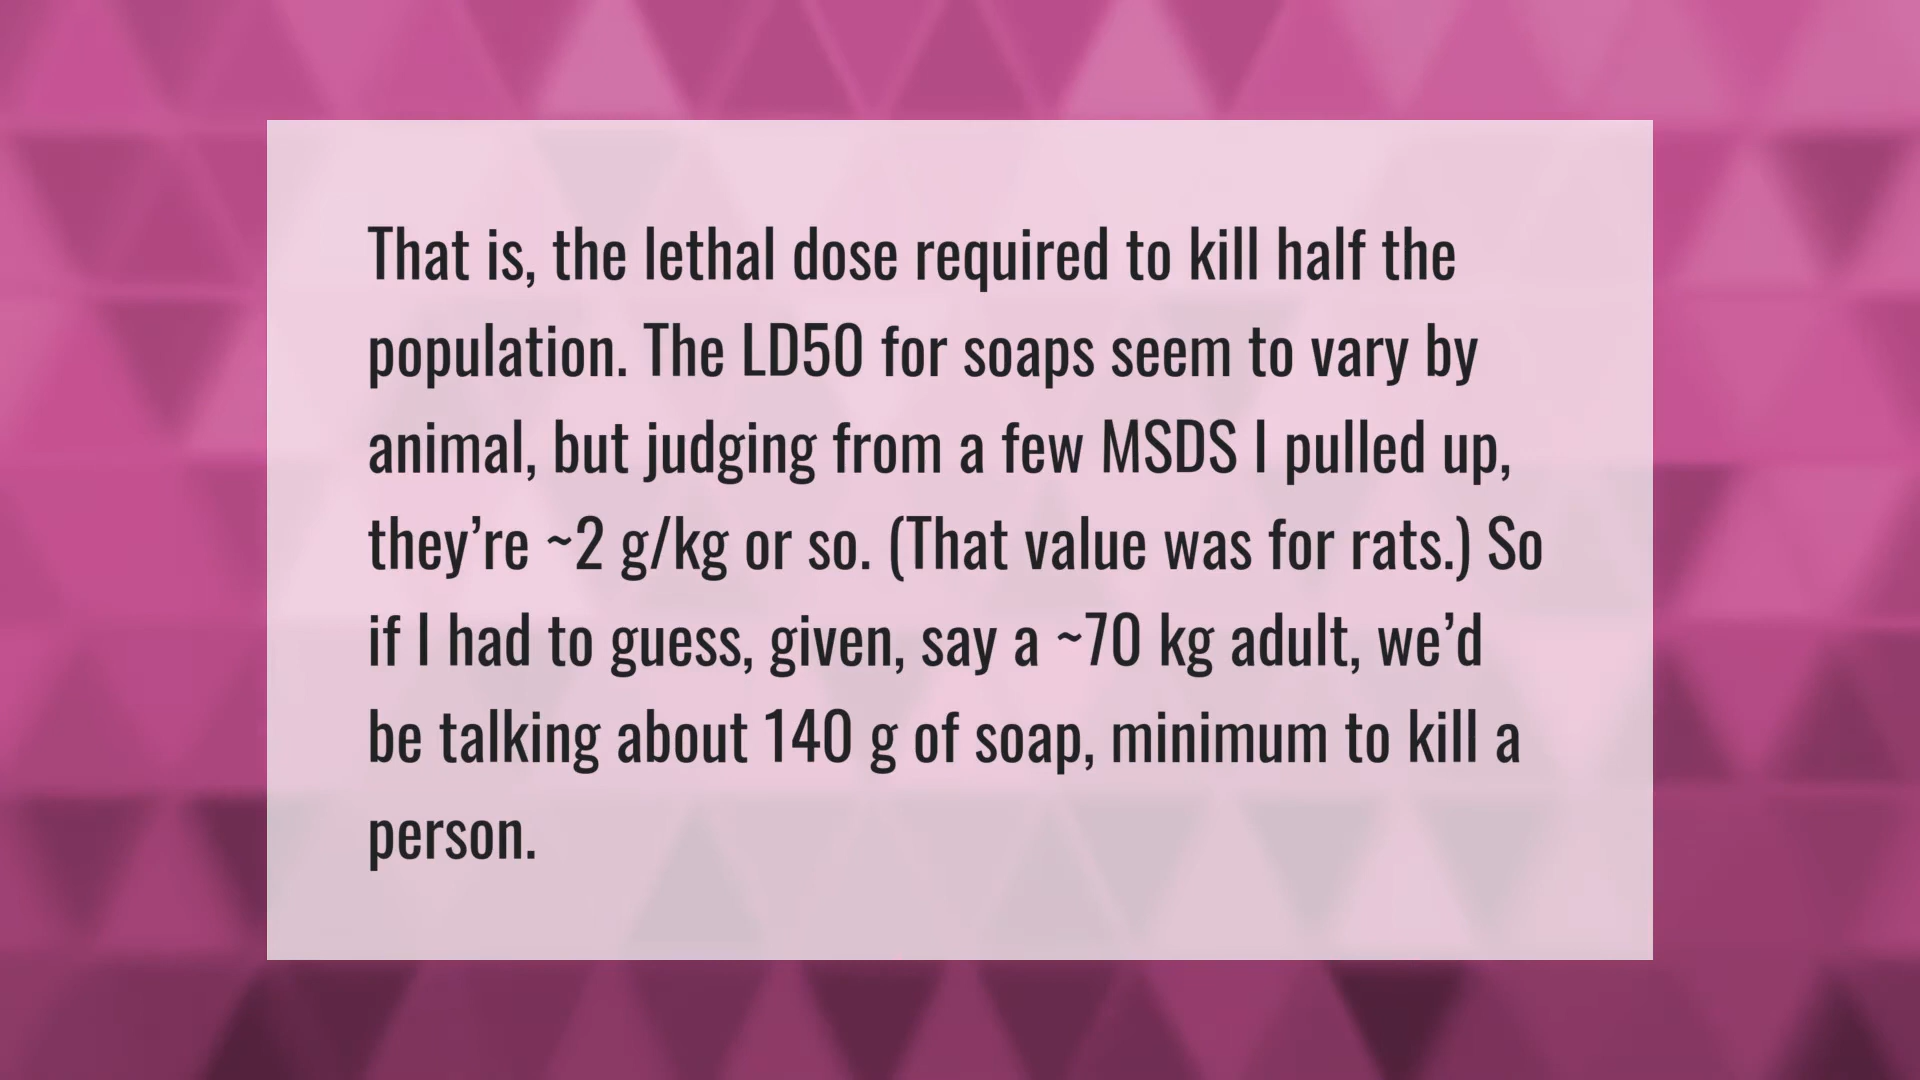 That is, the lethal dose required to kill half the
population. The LD50 for soaps seem to vary by
animal, but judging from a few MSDS I pulled up,
they’re ~2 g/kg or so. (That value was for rats.) So
if I had to guess, given, say a ~70 kg adult, we’d
be talking about 140 g of soap, minimum to kill a
person.